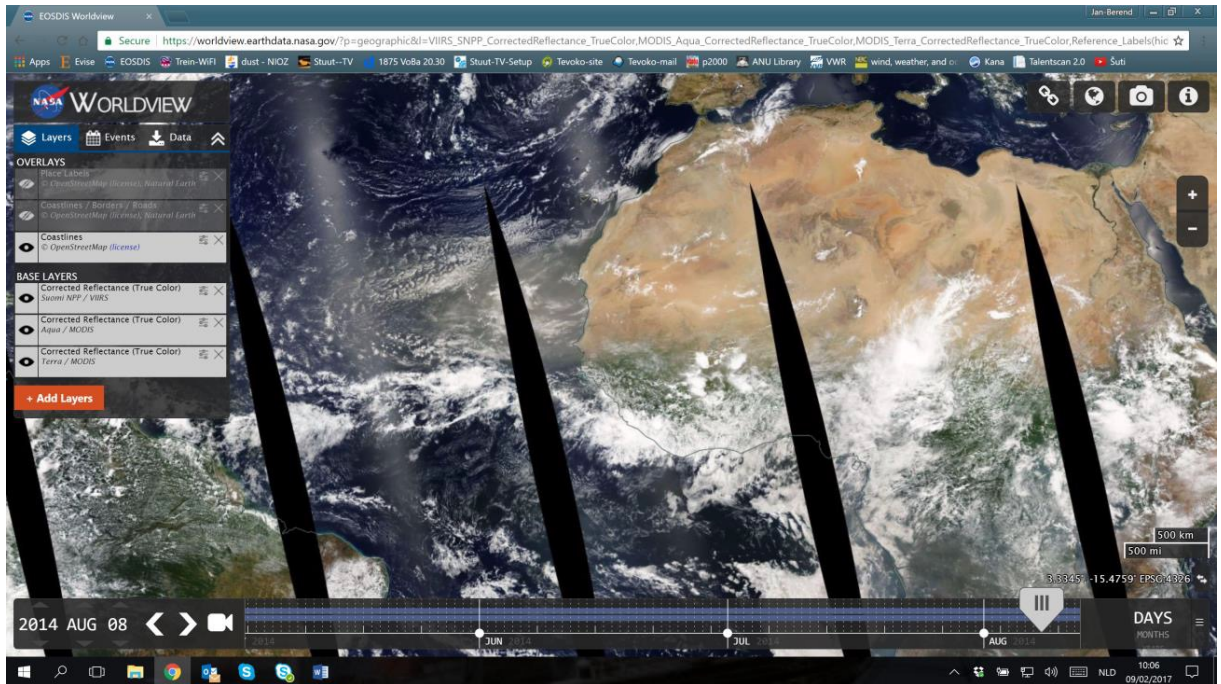 EOSDIS Worldview
Jan-Berend
Secure | https://worldview.earthdata.nasa.gov/?p=geographic&l=VIIRS_SNPP_CorrectedReflectance_TrueColor,MODIS_Aqua_CorrectedReflectance_TrueColor,MODIS_Terra_CorrectedReflectance_TrueColor,Reference_Labels(hid
Apps Evise EOSDIS Trein-WiFi dust - NIOZ Stuut--TV 1875 VoBa 20.30 Stuut-TV-Setup Tevoko-site Tevoko-mail p2000 ANU Library VWR wind, weather, and oc Kana Talentscan 2.0 Šuti
NASA WORLDVIEW
Layers Events Data
OVERLAYS
Place Labels
© OpenStreetMap (license), Natural Earth
Coastlines / Borders / Roads
© OpenStreetMap (license), Natural Earth
Coastlines
© OpenStreetMap (license)
BASE LAYERS
Corrected Reflectance (True Color)
Suomi NPP / VIIRS
Corrected Reflectance (True Color)
Aqua / MODIS
Corrected Reflectance (True Color)
Terra / MODIS
+ Add Layers
+
−
500 km
500 mi
3.3345°, -15.4759° EPSG:4326
2014 AUG 08
2014
JUN 2014
JUL 2014
AUG 2014
DAYS
MONTHS
NLD
10:06
09/02/2017